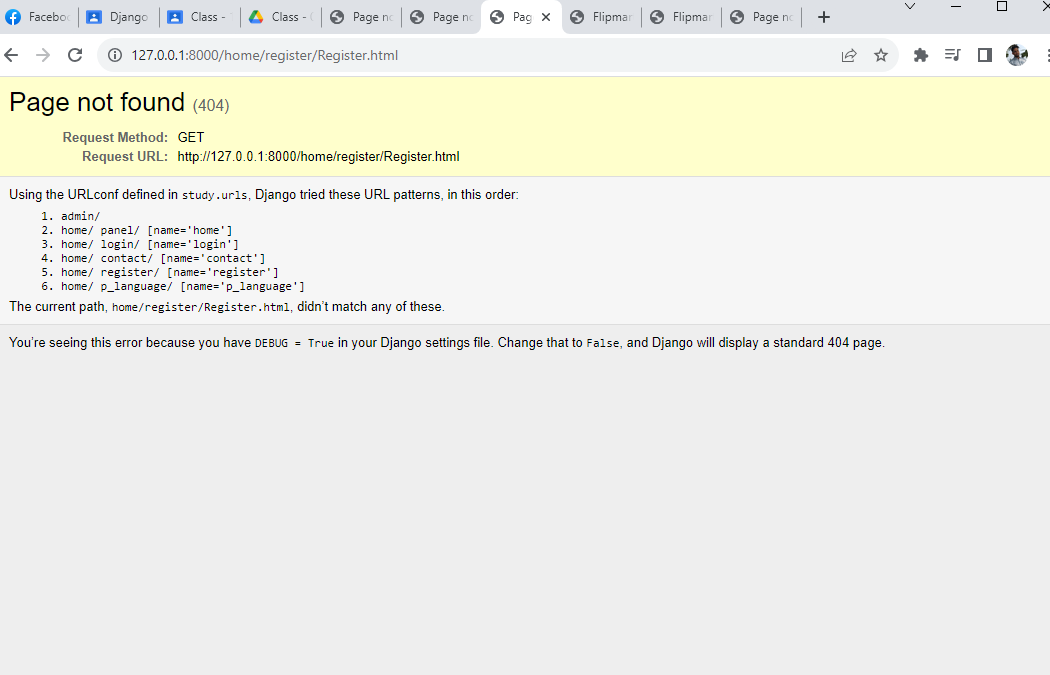 Faceboo Django Class - Class - Page no Page no Pag Flipmar Flipmar Page no
127.0.0.1:8000/home/register/Register.html
Page not found (404)
Request Method: GET
Request URL: http://127.0.0.1:8000/home/register/Register.html
Using the URLconf defined in study.urls, Django tried these URL patterns, in this order:
1. admin/
2. home/ panel/ [name='home']
3. home/ login/ [name='login']
4. home/ contact/ [name='contact']
5. home/ register/ [name='register']
6. home/ p_language/ [name='p_language']
The current path, home/register/Register.html, didn’t match any of these.
You’re seeing this error because you have DEBUG = True in your Django settings file. Change that to False, and Django will display a standard 404 page.